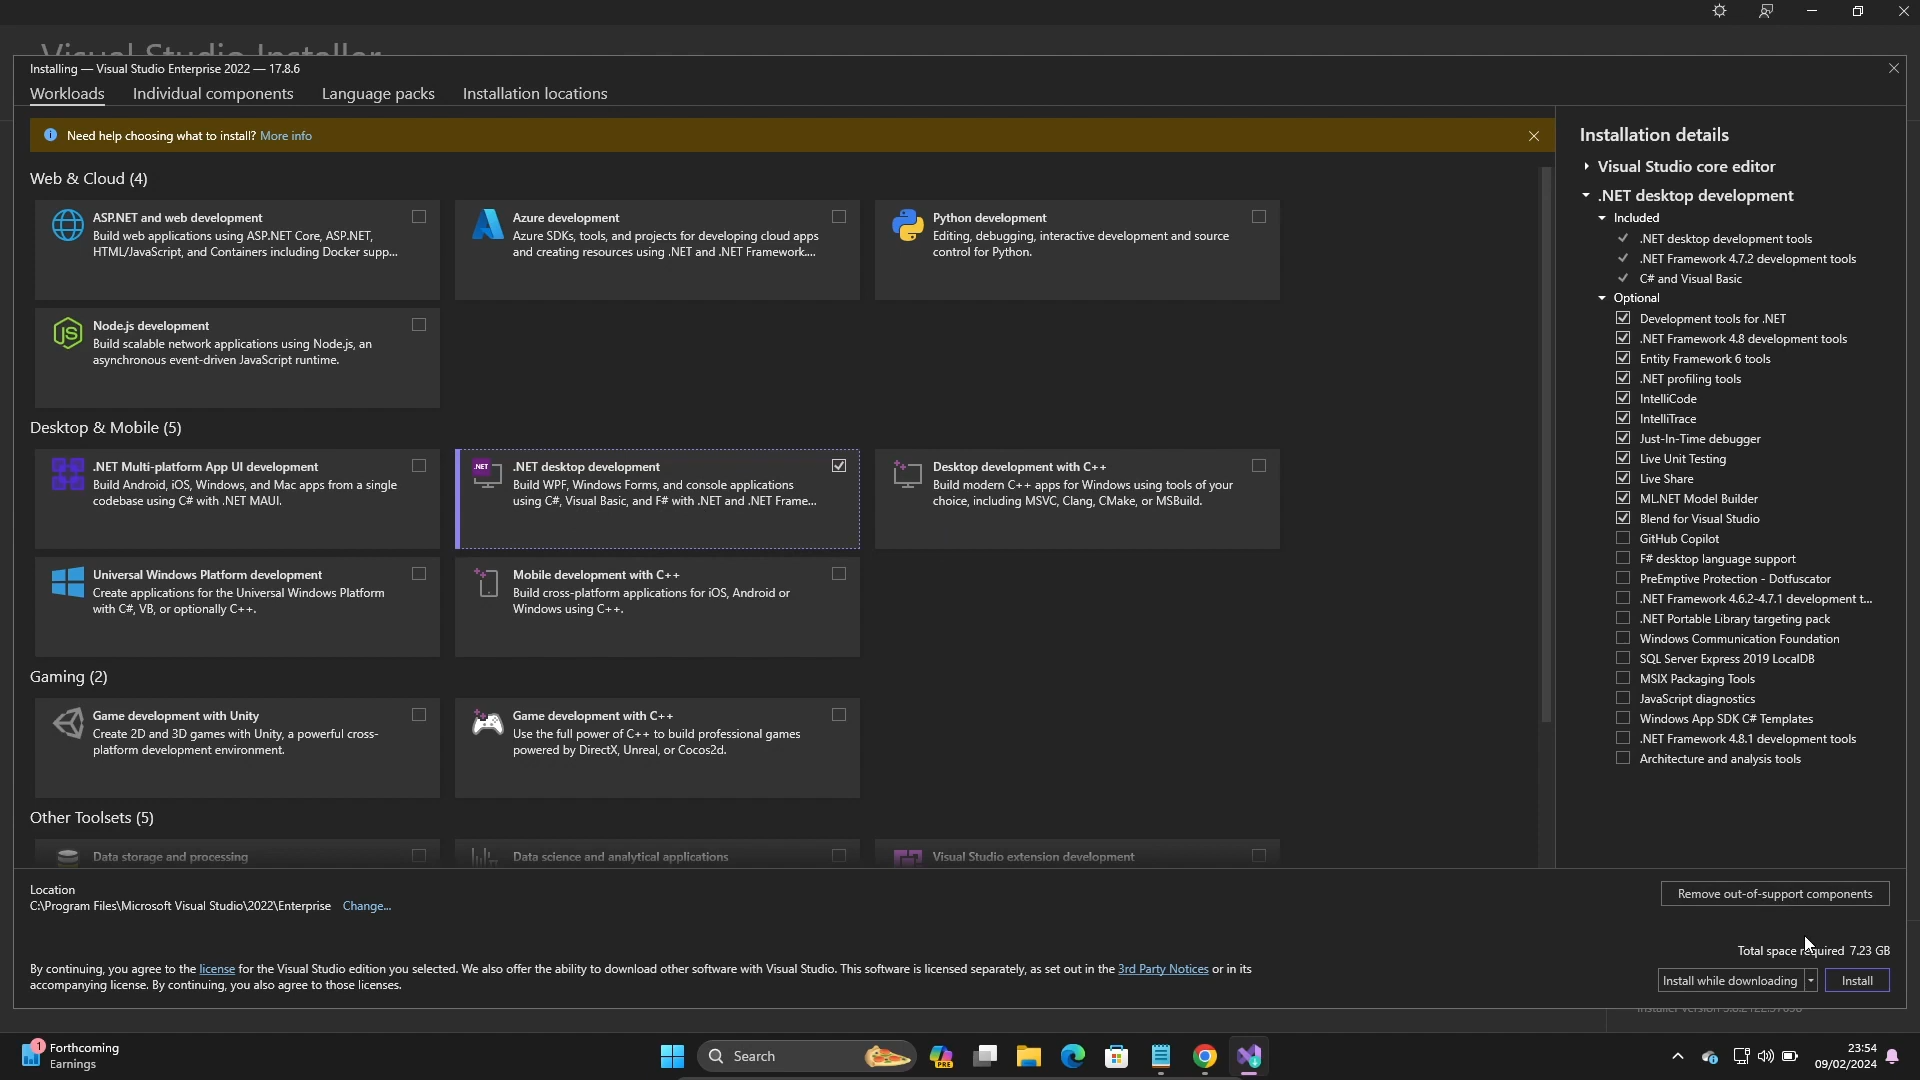 Visual Studio Installer
Installing — Visual Studio Enterprise 2022 — 17.8.6
Workloads
Individual components
Language packs
Installation locations
Need help choosing what to install? More info
Web & Cloud (4)
ASP.NET and web development
Build web applications using ASP.NET Core, ASP.NET,
HTML/JavaScript, and Containers including Docker supp...
Azure development
Azure SDKs, tools, and projects for developing cloud apps
and creating resources using .NET and .NET Framework....
Python development
Editing, debugging, interactive development and source
control for Python.
Node.js development
Build scalable network applications using Node.js, an
asynchronous event-driven JavaScript runtime.
Desktop & Mobile (5)
.NET Multi-platform App UI development
Build Android, iOS, Windows, and Mac apps from a single
codebase using C# with .NET MAUI.
.NET
.NET desktop development
Build WPF, Windows Forms, and console applications
using C#, Visual Basic, and F# with .NET and .NET Frame...
Desktop development with C++
Build modern C++ apps for Windows using tools of your
choice, including MSVC, Clang, CMake, or MSBuild.
Universal Windows Platform development
Create applications for the Universal Windows Platform
with C#, VB, or optionally C++.
Mobile development with C++
Build cross-platform applications for iOS, Android or
Windows using C++.
Gaming (2)
Game development with Unity
Create 2D and 3D games with Unity, a powerful cross-
platform development environment.
Game development with C++
Use the full power of C++ to build professional games
powered by DirectX, Unreal, or Cocos2d.
Other Toolsets (5)
Data storage and processing
Data science and analytical applications
Visual Studio extension development
Installation details
Visual Studio core editor
.NET desktop development
Included
.NET desktop development tools
.NET Framework 4.7.2 development tools
C# and Visual Basic
Optional
Development tools for .NET
.NET Framework 4.8 development tools
Entity Framework 6 tools
.NET profiling tools
IntelliCode
IntelliTrace
Just-In-Time debugger
Live Unit Testing
Live Share
ML.NET Model Builder
Blend for Visual Studio
GitHub Copilot
F# desktop language support
PreEmptive Protection - Dotfuscator
.NET Framework 4.6.2-4.7.1 development t...
.NET Portable Library targeting pack
Windows Communication Foundation
SQL Server Express 2019 LocalDB
MSIX Packaging Tools
JavaScript diagnostics
Windows App SDK C# Templates
.NET Framework 4.8.1 development tools
Architecture and analysis tools
Location
C:\Program Files\Microsoft Visual Studio\2022\Enterprise Change...
Remove out-of-support components
Total space required 7.23 GB
By continuing, you agree to the license for the Visual Studio edition you selected. We also offer the ability to download other software with Visual Studio. This software is licensed separately, as set out in the 3rd Party Notices or in its
accompanying license. By continuing, you also agree to those licenses.
Install while downloading
Install
1
Forthcoming
Earnings
Search
PRE
23:54
09/02/2024